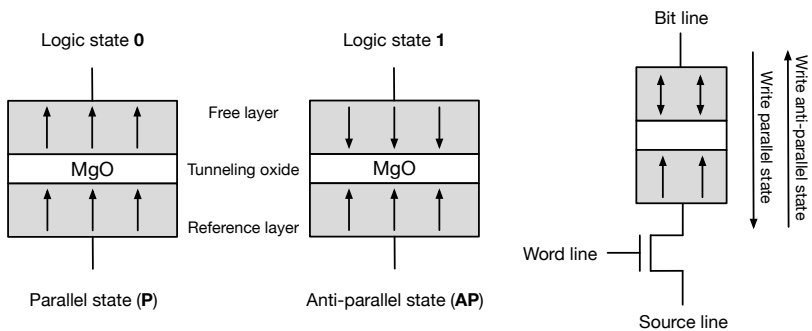 Logic state 0
Logic state 1
Bit line
Free layer
MgO
Tunneling oxide
MgO
Reference layer
Write parallel state
Write anti-parallel state
Word line
Parallel state (P)
Anti-parallel state (AP)
Source line